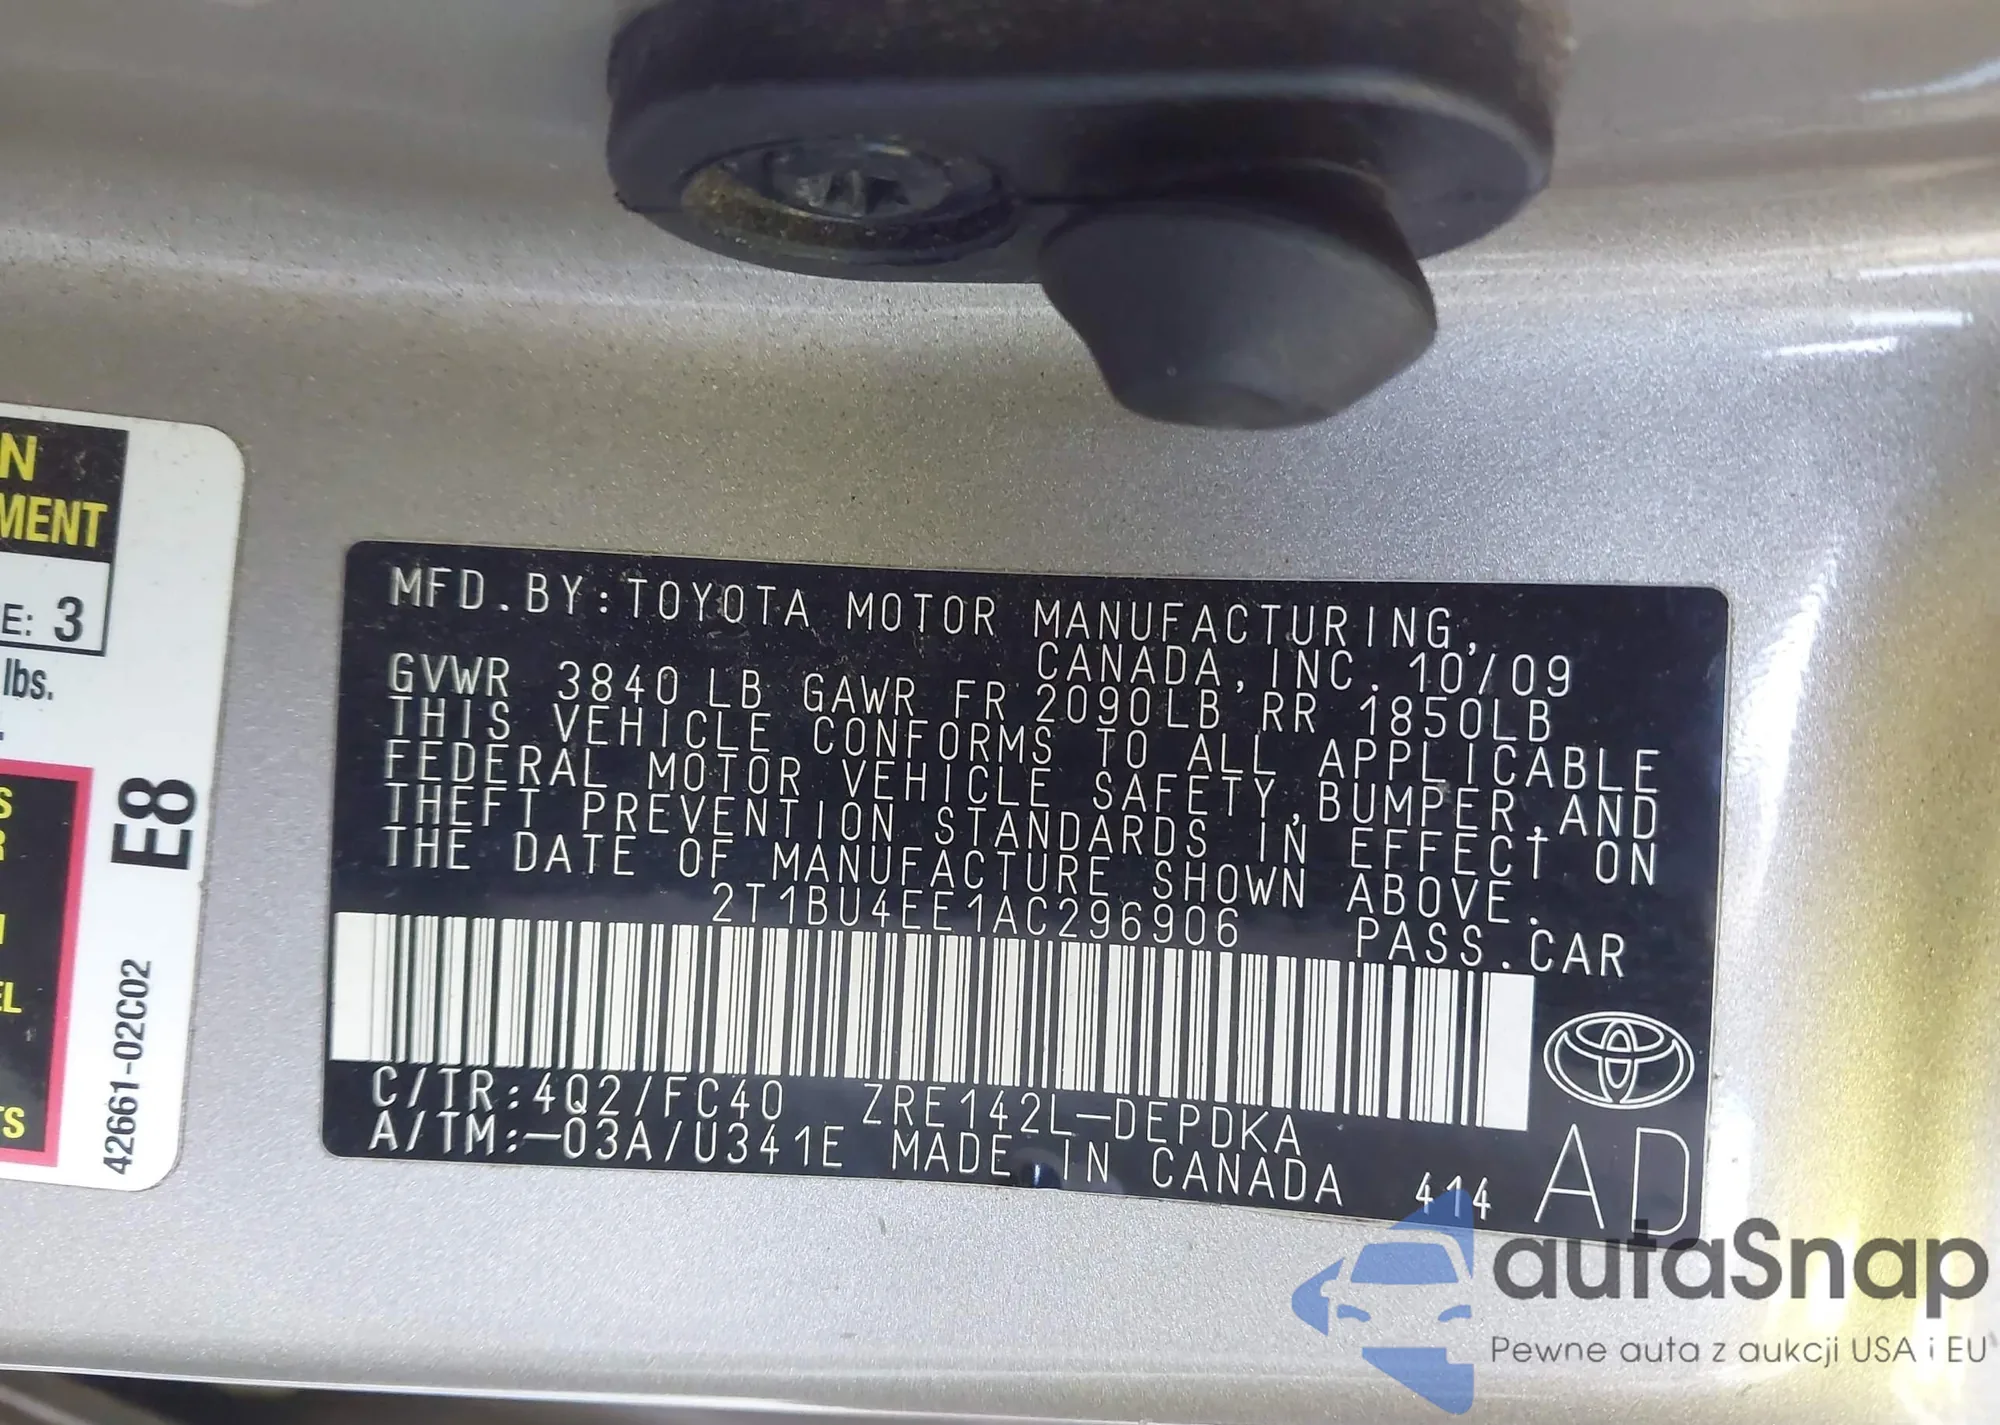 N
MENT
E: 3
lbs.
S
R
EL
TS
E8
42661-02C02
MFD.BY:TOYOTA MOTOR MANUFACTURING,
CANADA,INC. 10/09
GVWR 3840 LB GAWR FR 2090LB RR 1850LB
THIS VEHICLE CONFORMS TO ALL APPLICABLE
FEDERAL MOTOR VEHICLE SAFETY,BUMPER,AND
THEFT PREVENTION STANDARDS IN EFFECT ON
THE DATE OF MANUFACTURE SHOWN ABOVE.
2T1BU4EE1AC296906 PASS.CAR
C/TR:4Q2/FC40 ZRE142L-DEPDKA
A/TM:-03A/U341E MADE IN CANADA 414 AD
autaSnap
Pewne auta z aukcji USA i EU